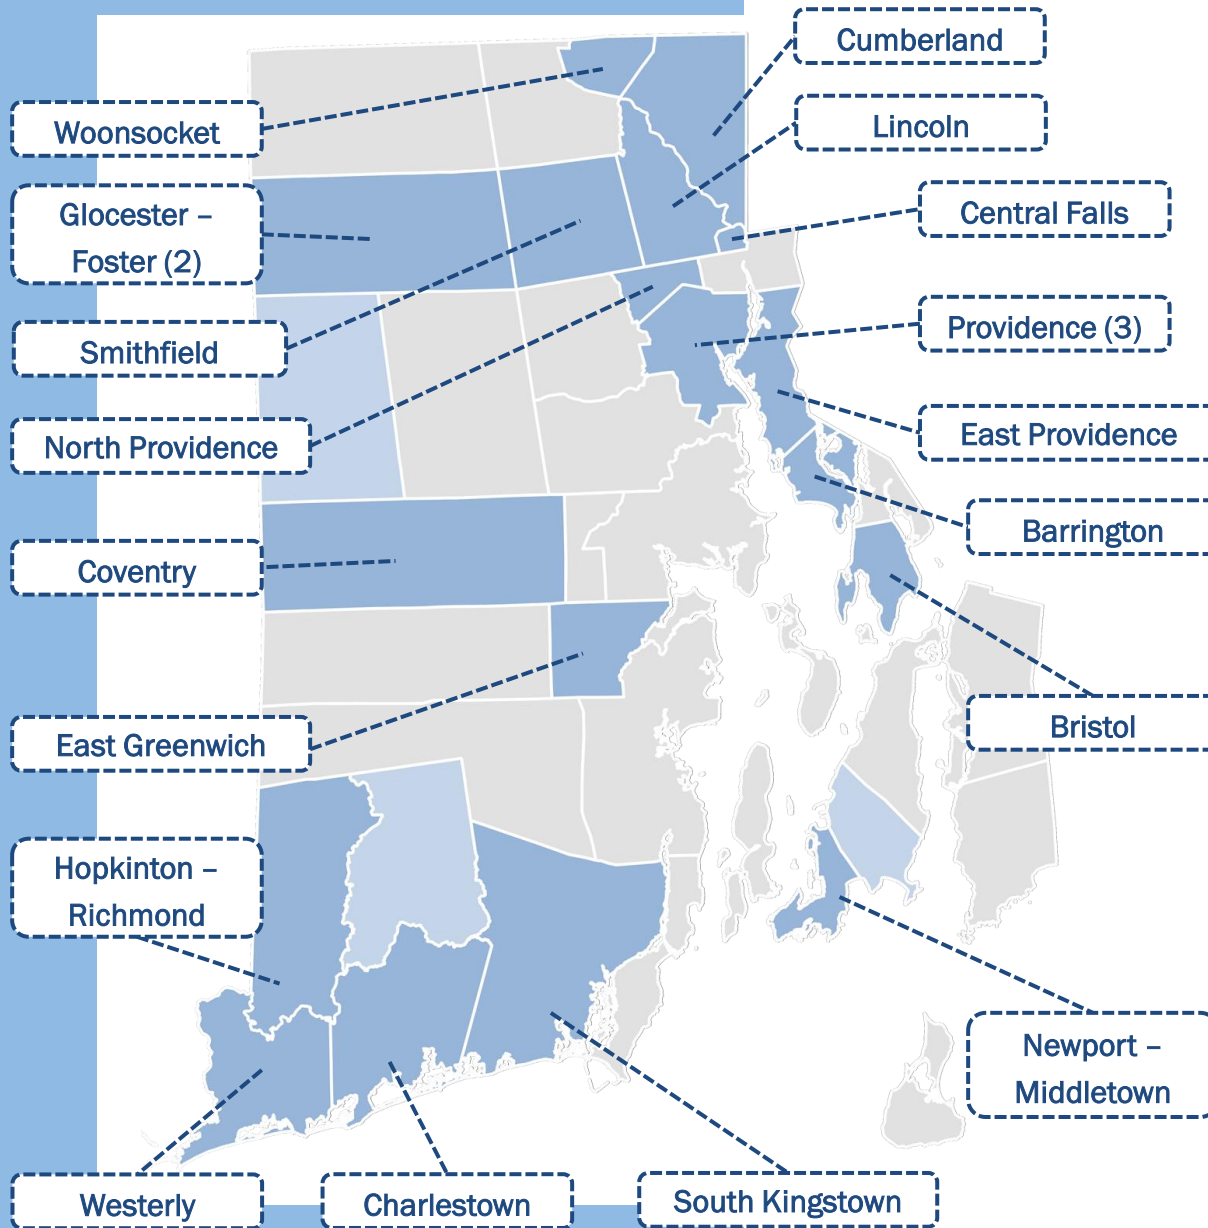 Cumberland
Woonsocket
Lincoln
Glocester –
Foster (2)
Central Falls
Smithfield
Providence (3)
North Providence
East Providence
Barrington
Coventry
East Greenwich
Bristol
Hopkinton –
Richmond
Newport –
Middletown
Westerly
Charlestown
South Kingstown